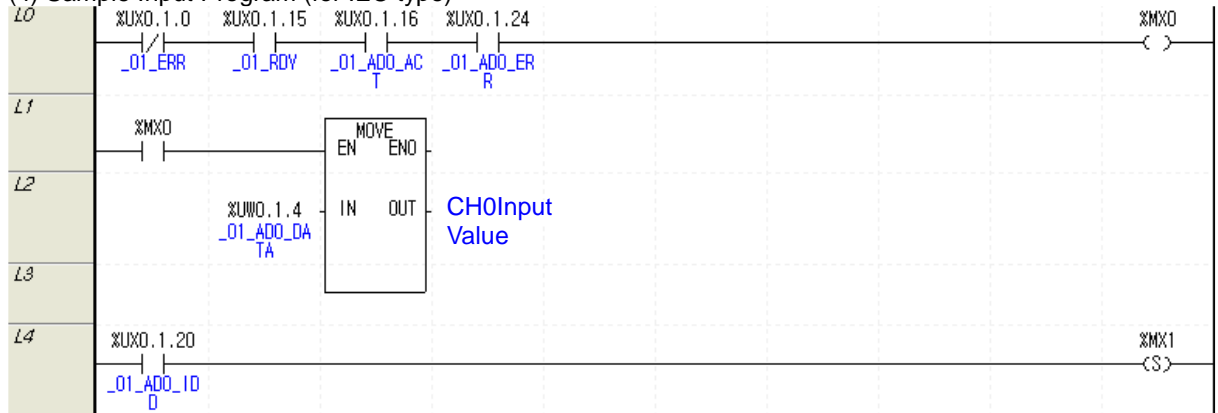 (4) Sample Input Program (for IEC type)
L0 %UX0.1.0 %UX0.1.15 %UX0.1.16 %UX0.1.24 %MX0
_01_ERR _01_RDY _01_AD0_AC _01_AD0_ER
T R
L1
%MX0 MOVE
EN ENO
L2
%UW0.1.4 IN OUT CH0Input
_01_AD0_DA Value
TA
L3
L4 %UX0.1.20 %MX1
(S)
_01_AD0_ID
D